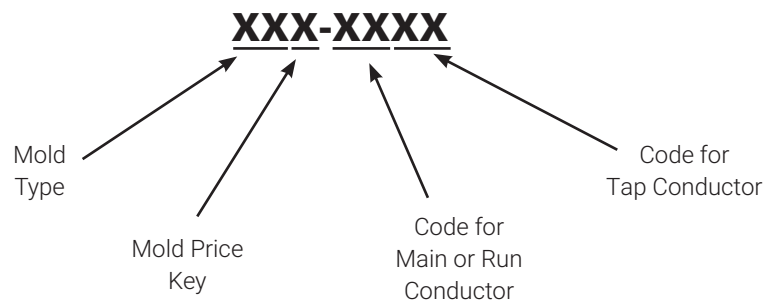 XXX-XXXX
Mold
Type
Mold Price
Key
Code for
Main or Run
Conductor
Code for
Tap Conductor